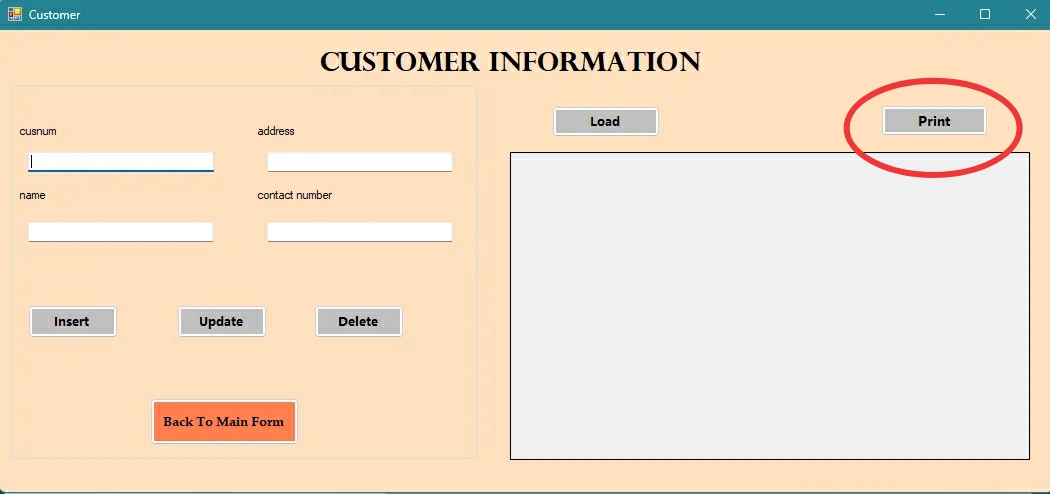 Customer
CUSTOMER INFORMATION
cusnum
address
name
contact number
Insert
Update
Delete
Back To Main Form
Load
Print